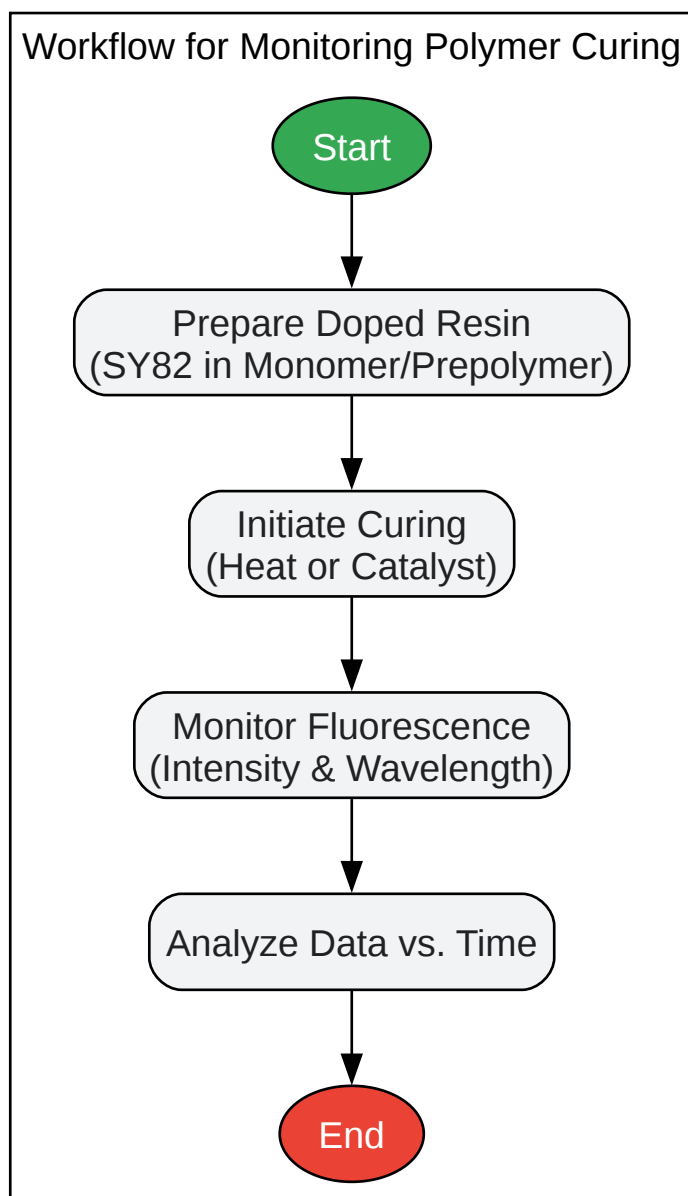 Workflow for Monitoring Polymer Curing
Start
Prepare Doped Resin
(SY82 in Monomer/Prepolymer)
Initiate Curing
(Heat or Catalyst)
Monitor Fluorescence
(Intensity & Wavelength)
Analyze Data vs. Time
End